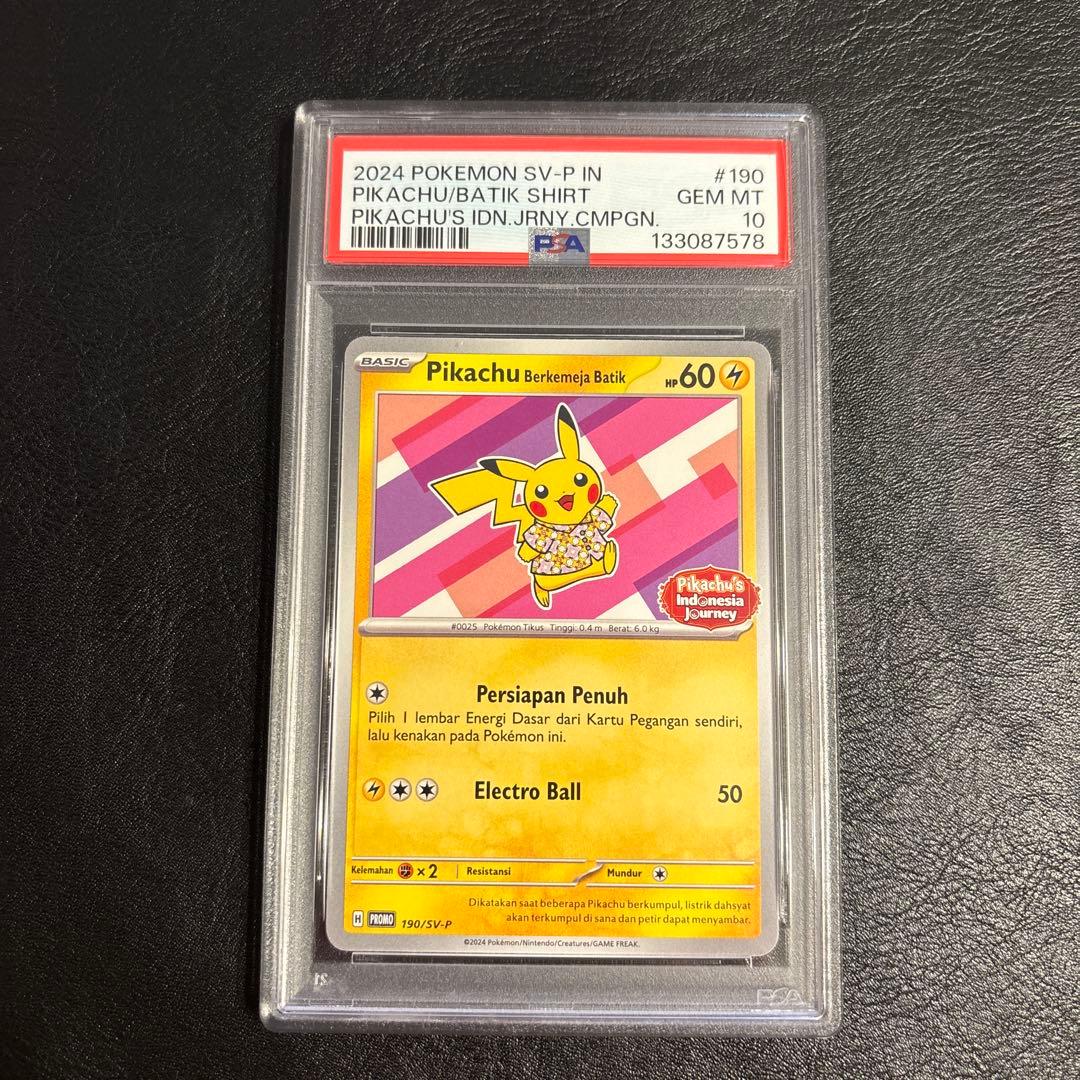 2024 POKEMON SV-P IN #190
PIKACHU/BATIK SHIRT GEM MT
PIKACHU'S IDN.JRNY.CMPGN. 10
PSA 133087578
BASIC Pikachu Berkemeja Batik HP 60
Pikachu's
Indonesia
Journey
#0025 Pokémon Tikus Tinggi: 0.4 m Berat: 6.0 kg
Persiapan Penuh
Pilih 1 lembar Energi Dasar dari Kartu Pegangan sendiri,
lalu kenakan pada Pokémon ini.
Electro Ball 50
Kelemahan ×2 Resistansi Mundur
Dikatakan saat beberapa Pikachu berkumpul, listrik dahsyat
akan terkumpul di sana dan petir dapat menyambar.
H PROMO 190/SV-P
©2024 Pokémon/Nintendo/Creatures/GAME FREAK.
PSA